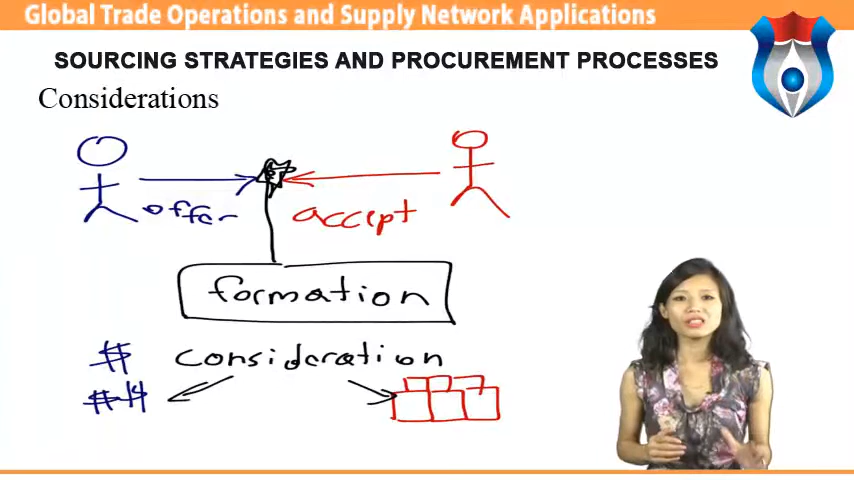 Global Trade Operations and Supply Network Applications
SOURCING STRATEGIES AND PROCUREMENT PROCESSES
Considerations
offer accept
formation
$ consideration